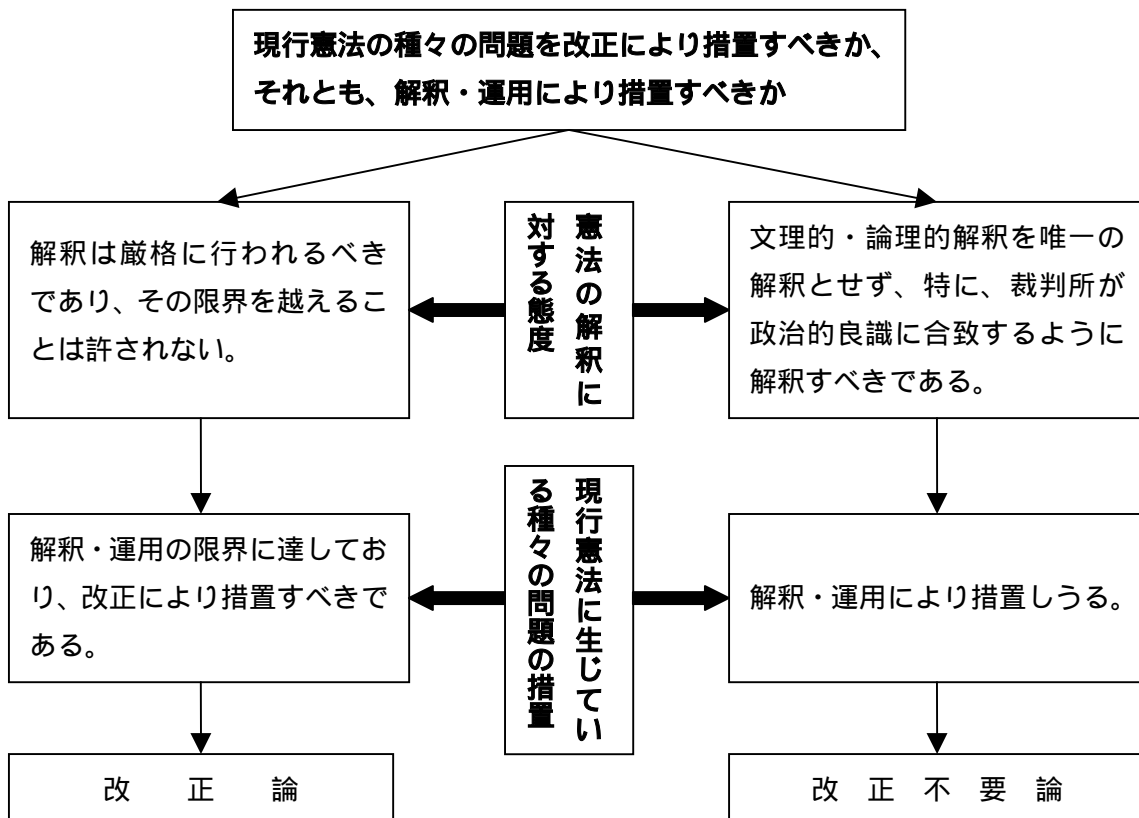 現行憲法の種々の問題を改正により措置すべきか、
それとも、解釈・運用により措置すべきか
解釈は厳格に行われるべき
であり、その限界を越えるこ
とは許されない。
憲法の解釈に
対する態度
文理的・論理的解釈を唯一の
解釈とせず、特に、裁判所が
政治的良識に合致するように
解釈すべきである。
解釈・運用の限界に達してお
り、改正により措置すべきで
ある。
現行憲法に生じてい
る種々の問題の措置
解釈・運用により措置しうる。
改　正　論
改　正　不　要　論